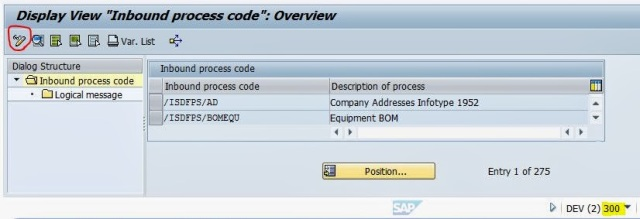 Display View "Inbound process code": Overview
Var. List
Dialog Structure
Inbound process code
Logical message
Inbound process code
Inbound process code Description of process
/ISDFPS/AD Company Addresses Infotype 1952
/ISDFPS/BOMEQU Equipment BOM
Position... Entry 1 of 275
SAP DEV (2) 300